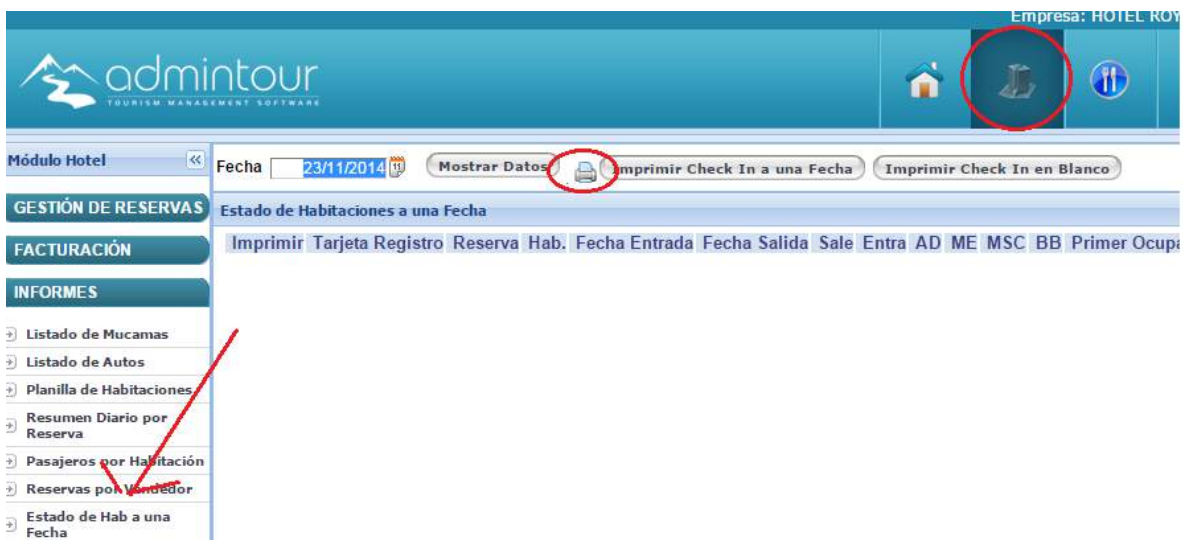 Empresa: HOTEL ROY
admintour
TOURISM MANAGEMENT SOFTWARE
Módulo Hotel
Fecha 23/11/2014 Mostrar Datos Imprimir Check In a una Fecha Imprimir Check In en Blanco
GESTIÓN DE RESERVAS
Estado de Habitaciones a una Fecha
Imprimir Tarjeta Registro Reserva Hab. Fecha Entrada Fecha Salida Sale Entra AD ME MSC BB Primer Ocupa
FACTURACIÓN
INFORMES
Listado de Mucamas
Listado de Autos
Planilla de Habitaciones
Resumen Diario por
Reserva
Pasajeros por Habitación
Reservas por Vendedor
Estado de Hab a una
Fecha